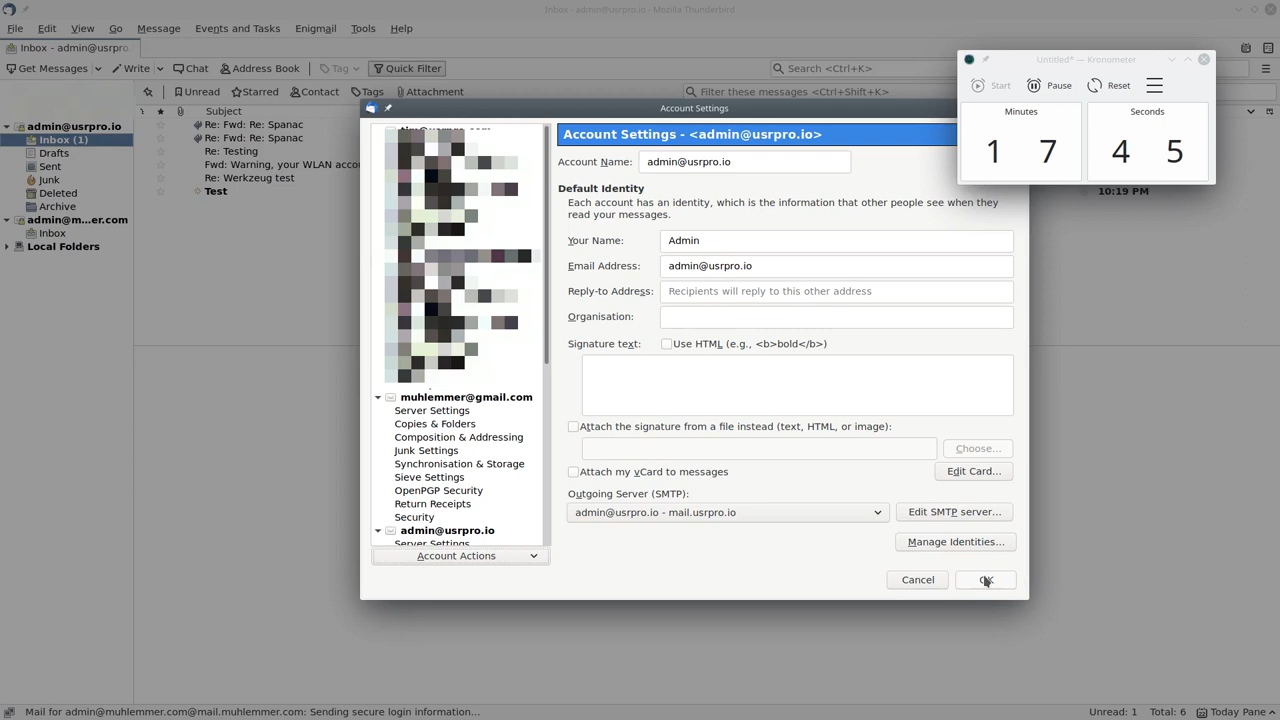 Inbox - admin@usrpro.io - Mozilla Thunderbird
File Edit View Go Message Events and Tasks Enigmail Tools Help
Inbox - admin@usrpro
Get Messages Write Chat Address Book Tag Quick Filter Search <Ctrl+K>
Unread Starred Contact Tags Attachment Filter these messages <Ctrl+Shift+K>
Subject
admin@usrpro.io
Inbox (1)
Drafts
Sent
Junk
Deleted
Archive
admin@m...er.com
Inbox
Local Folders
Re: Fwd: Re: Spanac
Re: Fwd: Re: Spanac
Re: Testing
Fwd: Warning, your WLAN accou
Re: Werkzeug test
Test
10:19 PM
Untitled* — Kronometer
Start Pause Reset
Minutes Seconds
1 7 4 5
Account Settings
muhlemmer@gmail.com
Server Settings
Copies & Folders
Composition & Addressing
Junk Settings
Synchronisation & Storage
Sieve Settings
OpenPGP Security
Return Receipts
Security
admin@usrpro.io
Server Settings
Account Actions
Account Settings - <admin@usrpro.io>
Account Name: admin@usrpro.io
Default Identity
Each account has an identity, which is the information that other people see when they
read your messages.
Your Name: Admin
Email Address: admin@usrpro.io
Reply-to Address: Recipients will reply to this other address
Organisation:
Signature text: Use HTML (e.g., <b>bold</b>)
Attach the signature from a file instead (text, HTML, or image):
Choose...
Attach my vCard to messages Edit Card...
Outgoing Server (SMTP):
admin@usrpro.io - mail.usrpro.io Edit SMTP server...
Manage Identities...
Cancel OK
Mail for admin@muhlemmer.com@mail.muhlemmer.com: Sending secure login information... Unread: 1 Total: 6 Today Pane